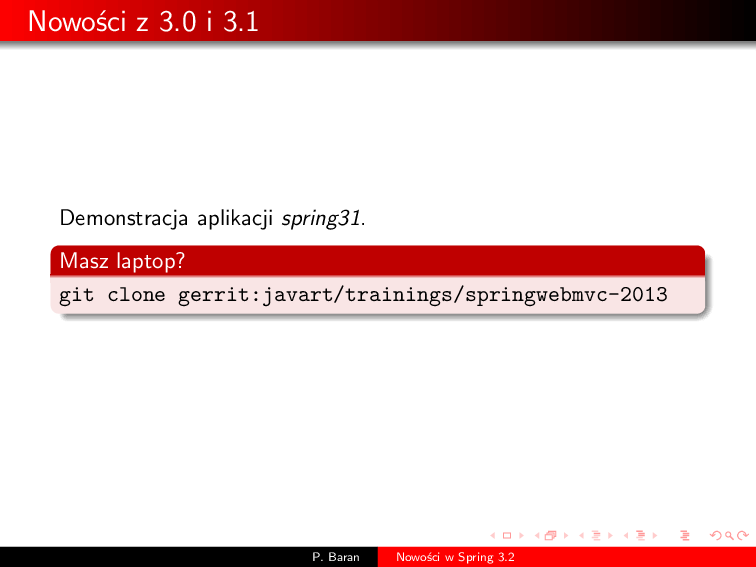 Nowości z 3.0 i 3.1
Demonstracja aplikacji spring31.
Masz laptop?
git clone gerrit:javart/trainings/springwebmvc-2013
P. Baran
Nowości w Spring 3.2